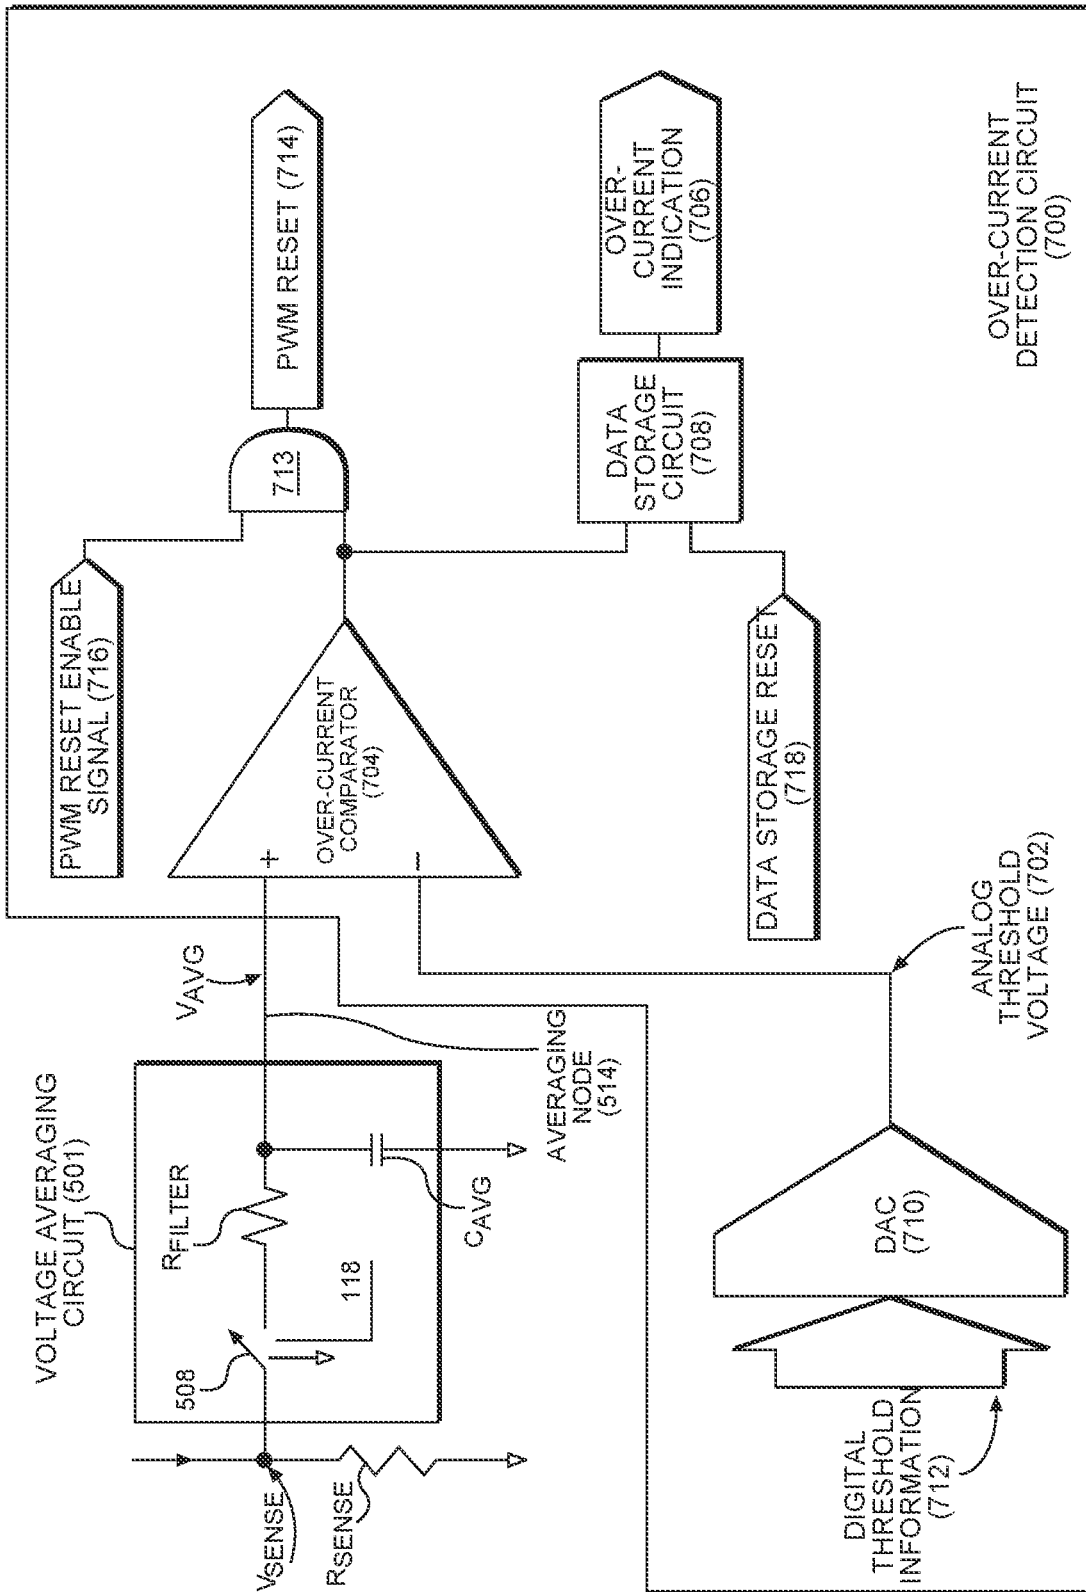 VOLTAGE AVERAGING
CIRCUIT (501)
VSENSE
RSENSE
508
118
RFILTER
CAVG
VAVG
AVERAGING
NODE
(514)
PWM RESET ENABLE
SIGNAL (716)
+
OVER-CURRENT
COMPARATOR
(704)
−
713
PWM RESET (714)
DATA
STORAGE
CIRCUIT
(708)
OVER-
CURRENT
INDICATION
(706)
DATA STORAGE RESET
(718)
DIGITAL
THRESHOLD
INFORMATION
(712)
DAC
(710)
ANALOG
THRESHOLD
VOLTAGE (702)
OVER-CURRENT
DETECTION CIRCUIT
(700)